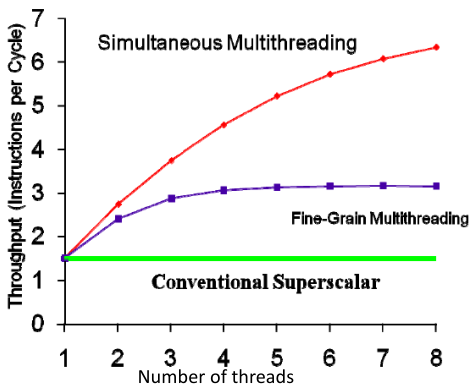 7
Simultaneous Multithreading
6
5
4
3
Fine-Grain Multithreading
2
Conventional Superscalar
1
0
Throughput (Instructions per Cycle)
1 2 3 4 5 6 7 8
Number of threads